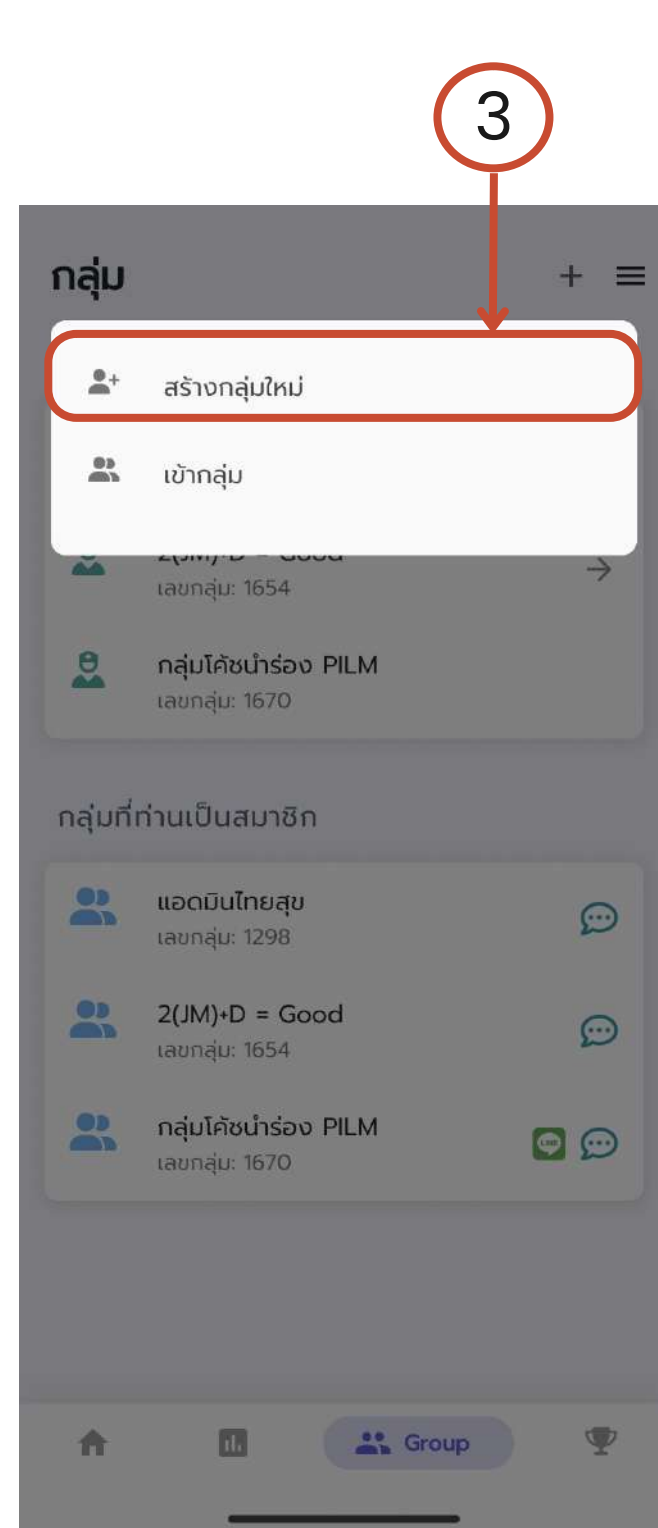 3
กลุ่ม
สร้างกลุ่มใหม่
เข้ากลุ่ม
2(JM)+D = Good
เลขกลุ่ม: 1654
กลุ่มโค้ชนำร่อง PILM
เลขกลุ่ม: 1670
กลุ่มที่ท่านเป็นสมาชิก
แอดมินไทยสุข
เลขกลุ่ม: 1298
2(JM)+D = Good
เลขกลุ่ม: 1654
กลุ่มโค้ชนำร่อง PILM
LINE
เลขกลุ่ม: 1670
Group